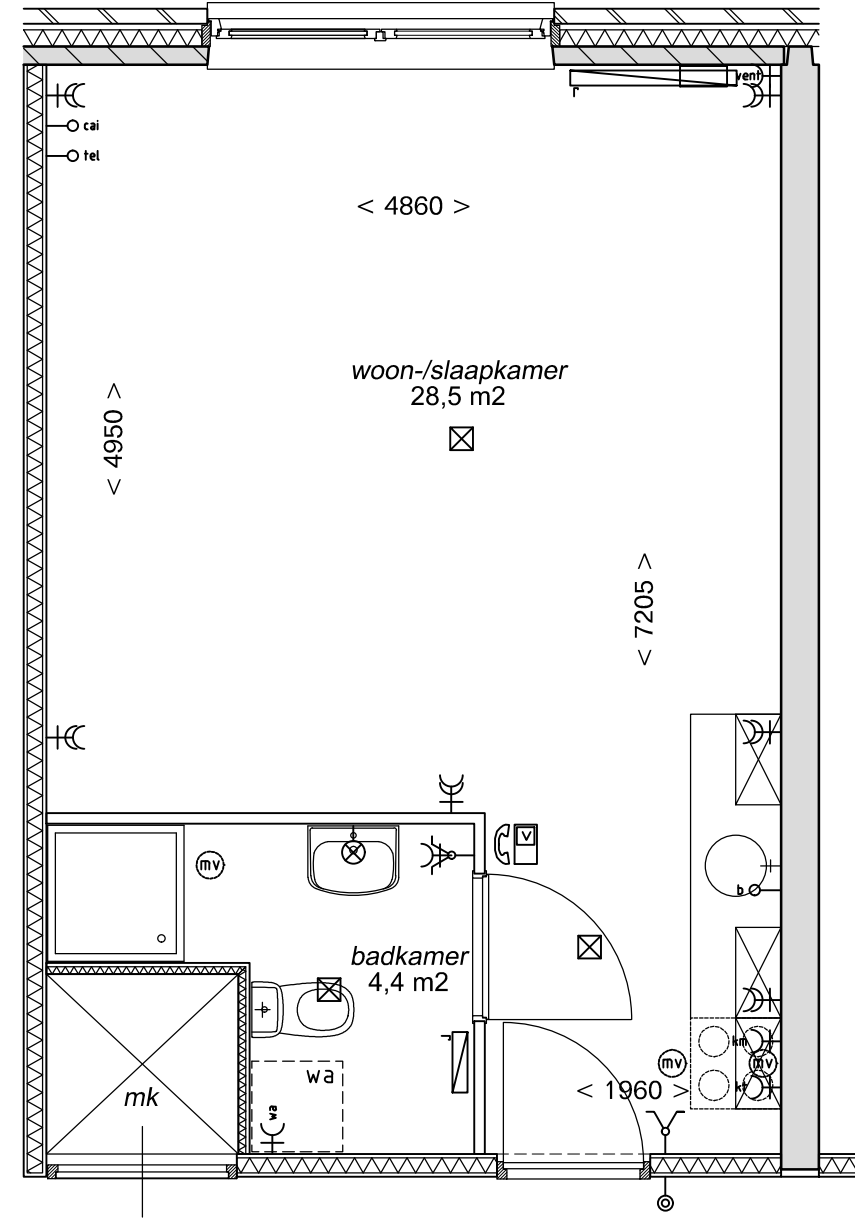 vent
r
cai
tel
< 4860 >
woon-/slaapkamer
28,5 m2
< 4950 >
< 7205 >
mv
b
badkamer
4,4 m2
r
wa
wa
mk
km
mv
mv
< 1960 >